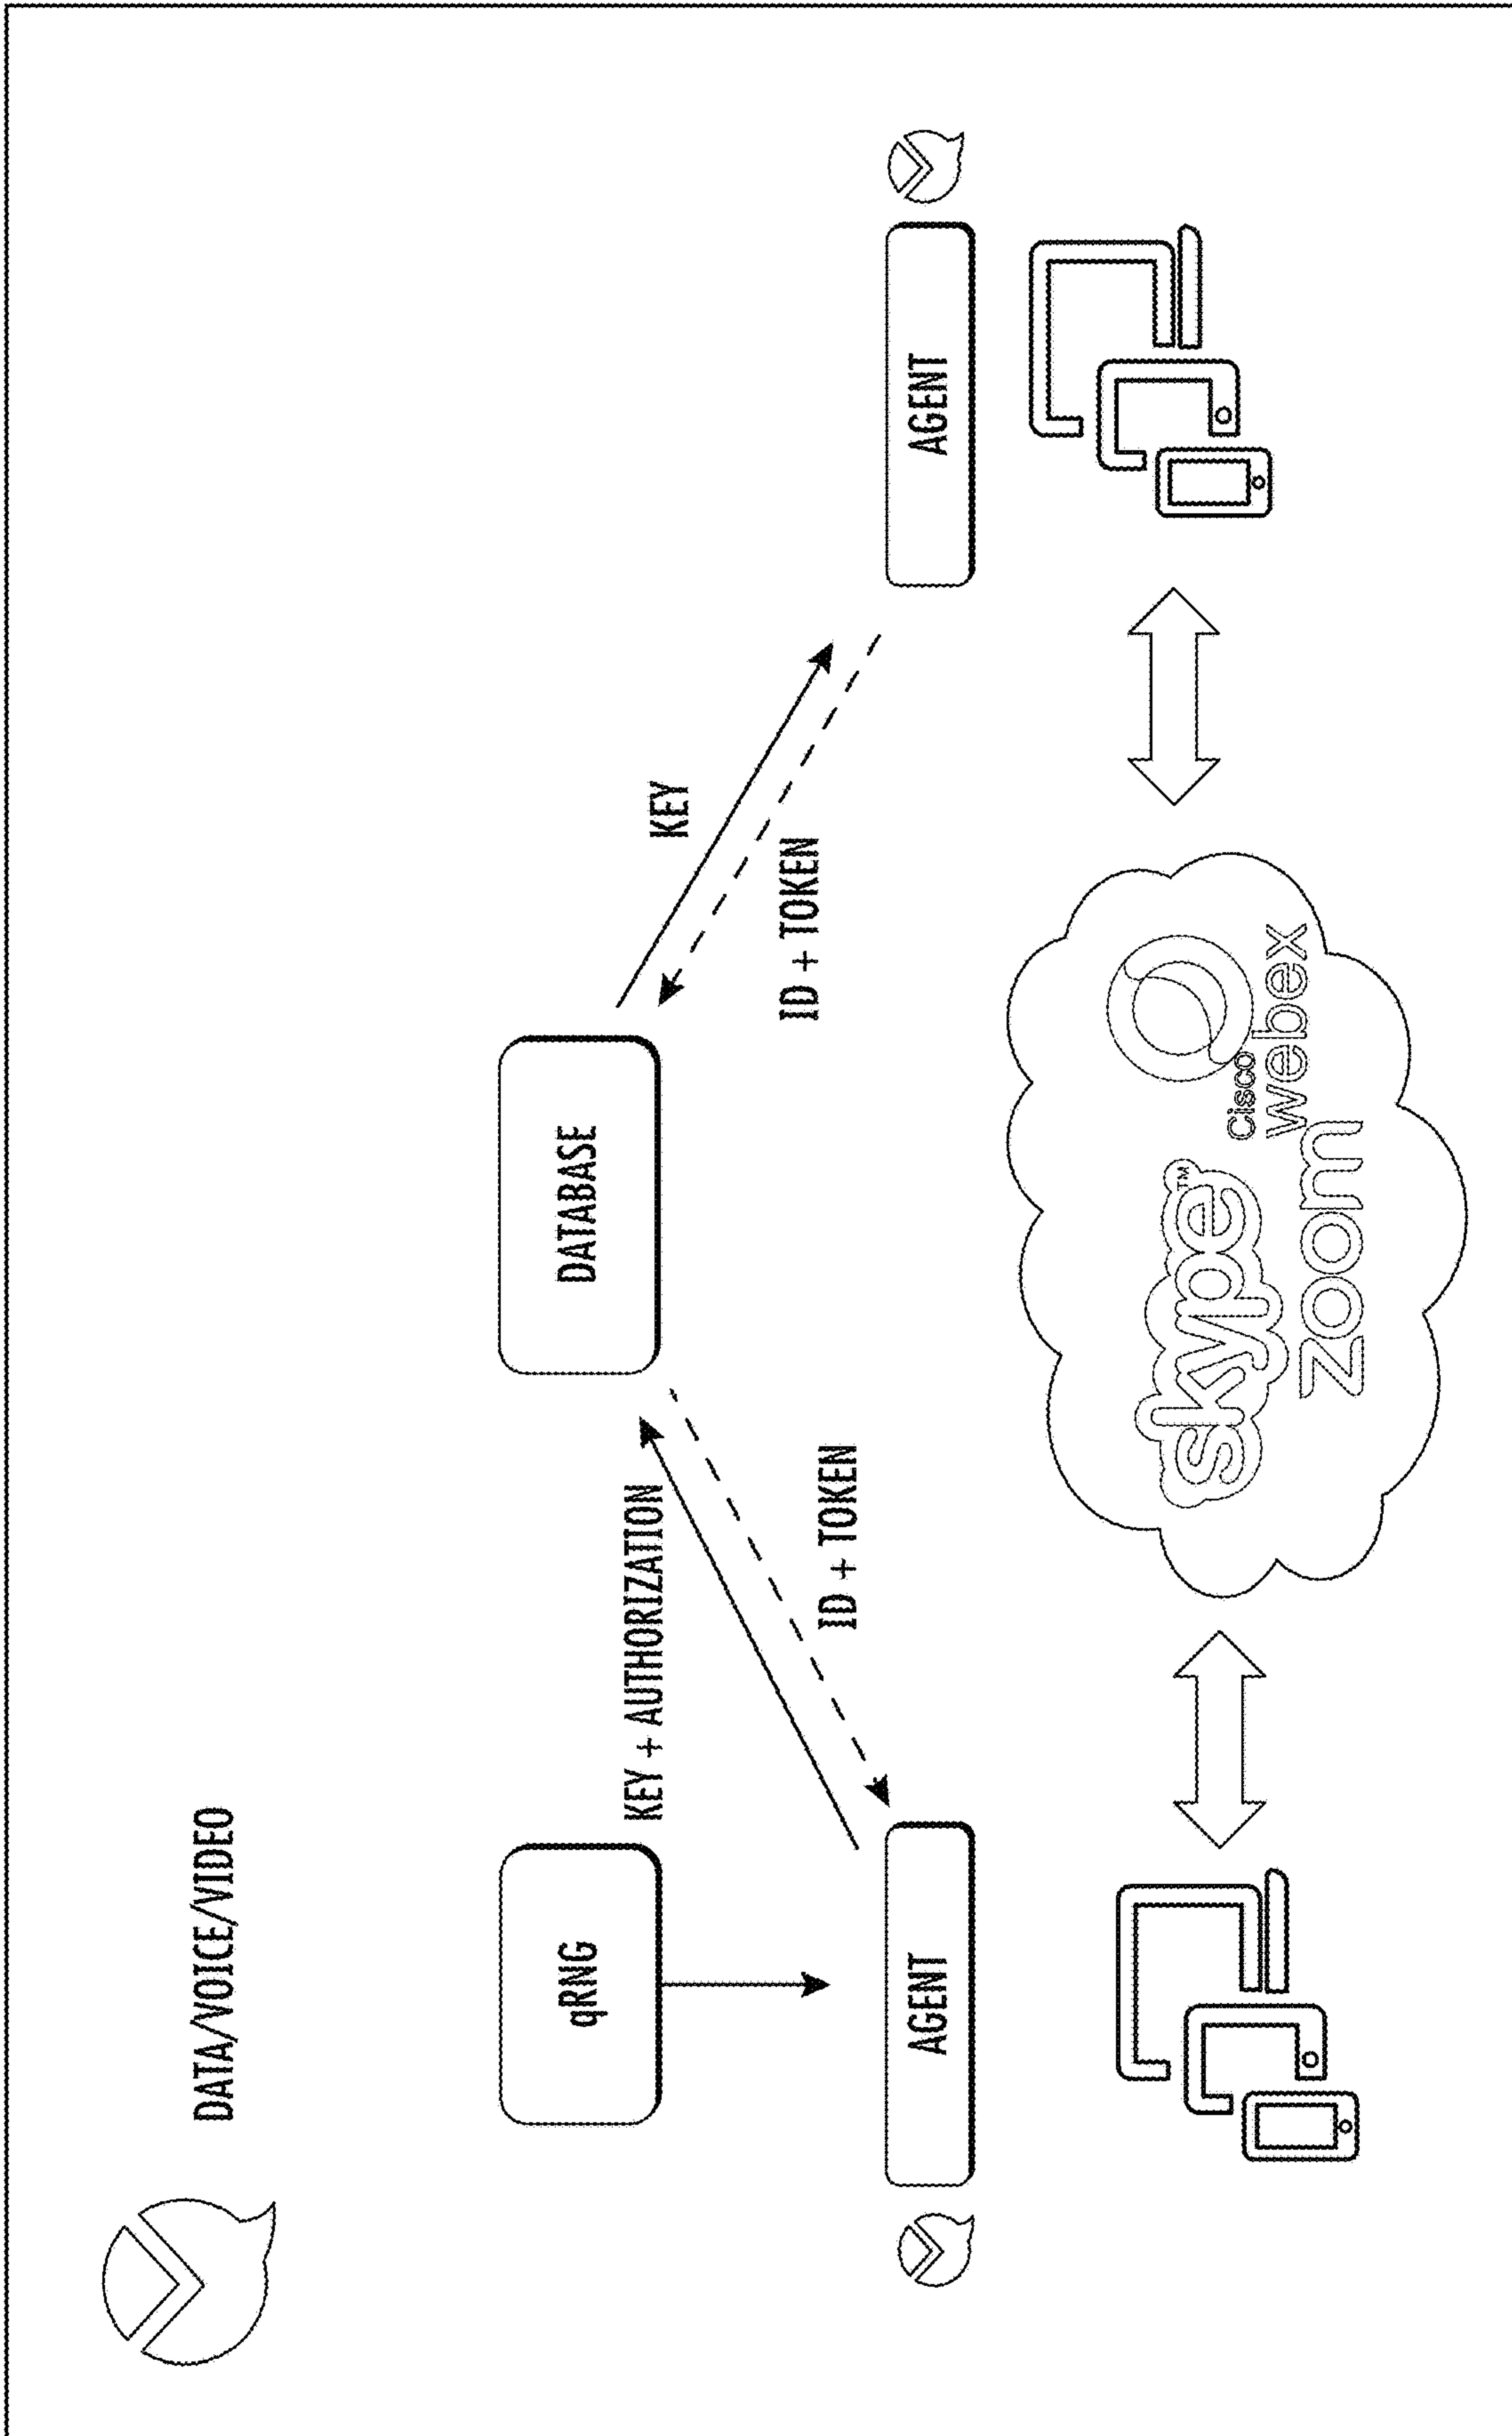 DATA/VOICE/VIDEO
qRNG
DATABASE
KEY + AUTHORIZATION
KEY
ID + TOKEN
ID + TOKEN
AGENT
AGENT
skype™
cisco
webex
zoom